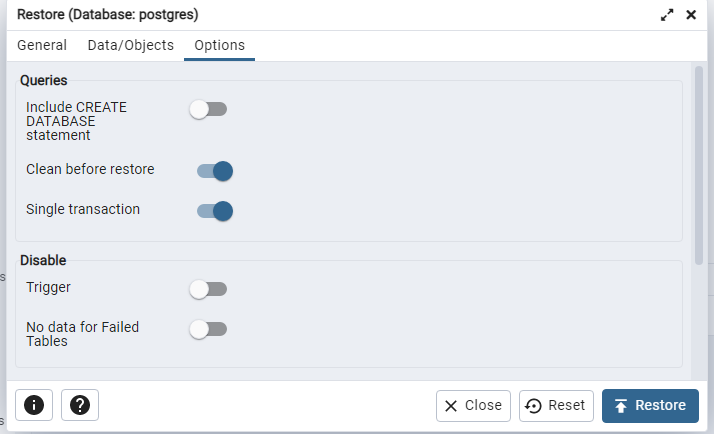 Restore (Database: postgres)
General Data/Objects Options
Queries
Include CREATE
DATABASE
statement
Clean before restore
Single transaction
Disable
Trigger
No data for Failed
Tables
Close Reset Restore